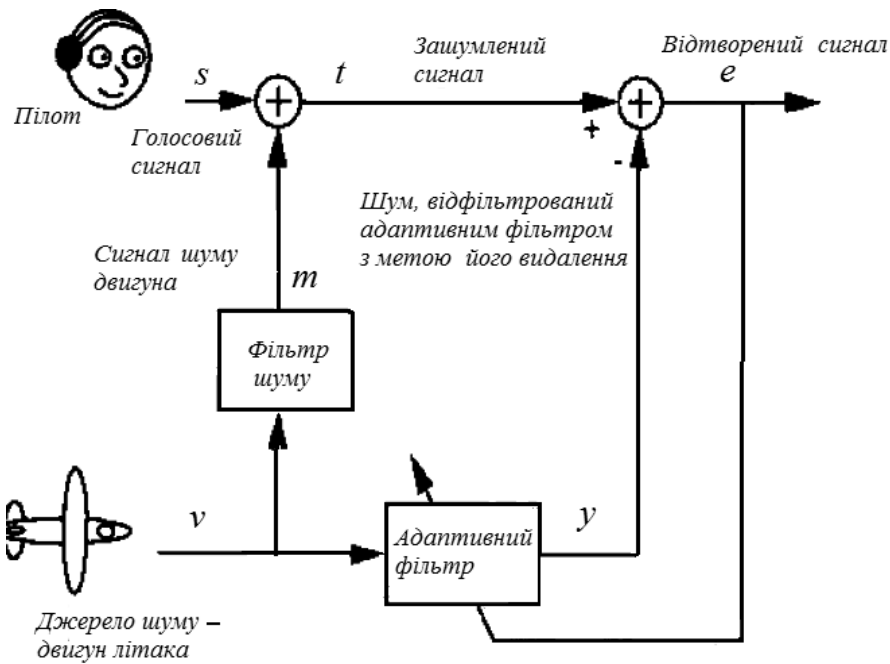 Пілот
s
Голосовий
сигнал
t
Зашумлений
сигнал
Відтворений сигнал
e
+
+
+
-
Шум, відфільтрований
адаптивним фільтром
з метою його видалення
Сигнал шуму
двигуна
m
Фільтр
шуму
v
Адаптивний
фільтр
y
Джерело шуму –
двигун літака